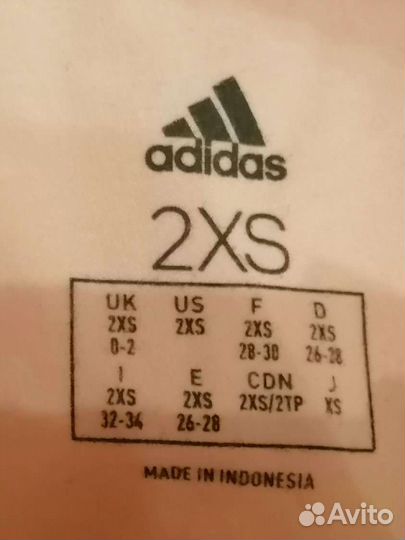 adidas
2XS
UK US F D
2XS 2XS 2XS 2XS
0-2 28-30 26-28
I E CDN J
2XS 2XS 2XS/2TP XS
32-34 26-28
MADE IN INDONESIA
Avito